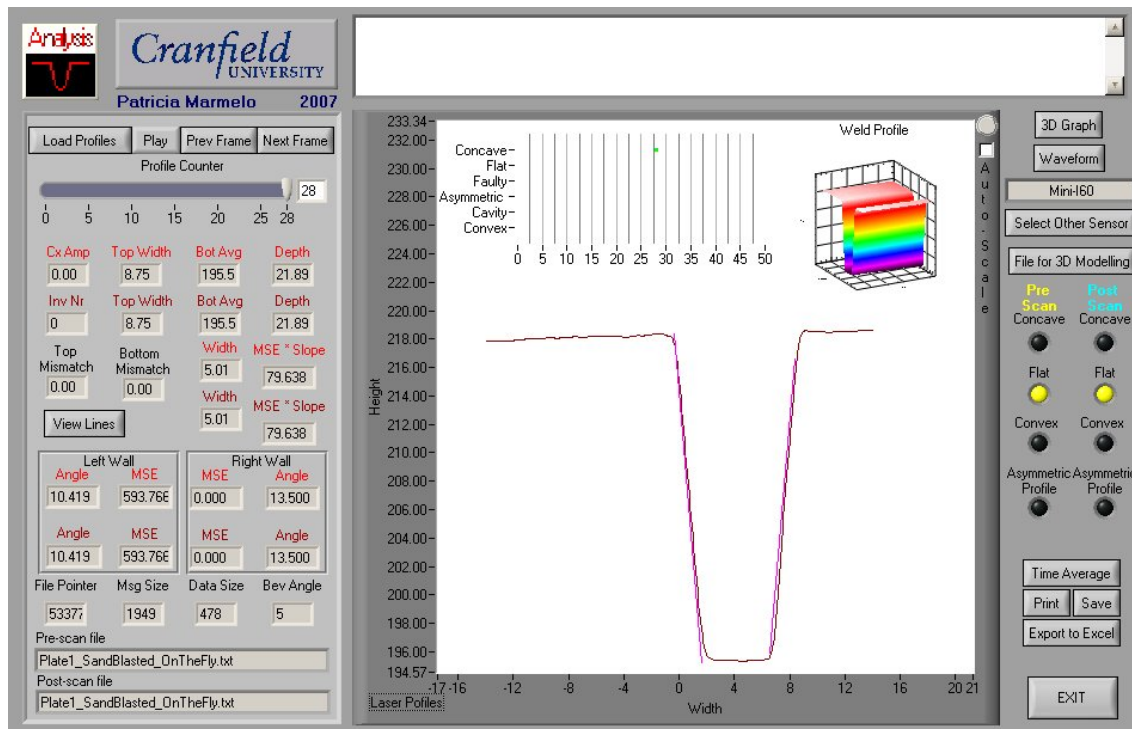 Analysis
Cranfield
UNIVERSITY
Patricia Marmelo 2007
Load Profiles Play Prev Frame Next Frame
Profile Counter
28
0 5 10 15 20 25 28
Cx Amp Top Width Bot Avg Depth
0.00 8.75 195.5 21.89
Inv Nr Top Width Bot Avg Depth
0 8.75 195.5 21.89
Top Mismatch Bottom Mismatch Width MSE * Slope
0.00 0.00 5.01 79.638
Width MSE * Slope
5.01 79.638
View Lines
Left Wall Right Wall
Angle MSE MSE Angle
10.419 593.766 0.000 13.500
Angle MSE MSE Angle
10.419 593.766 0.000 13.500
File Pointer Msg Size Data Size Bev Angle
53377 1949 478 5
Pre-scan file
Plate1_SandBlasted_OnTheFly.txt
Post-scan file
Plate1_SandBlasted_OnTheFly.txt
233.34
232.00
230.00
228.00
226.00
224.00
222.00
220.00
218.00
216.00
214.00
212.00
210.00
208.00
206.00
204.00
202.00
200.00
198.00
196.00
194.57
Height
-17 -16 -12 -8 -4 0 4 8 12 16 20 21
Width
Laser Pofiles
Concave
Flat
Faulty
Asymmetric
Cavity
Convex
0 5 10 15 20 25 30 35 40 45 50
Weld Profile
Auto-Scale
3D Graph
Waveform
Mini-I60
Select Other Sensor
File for 3D Modelling
Pre Scan Post Scan
Concave Concave
Flat Flat
Convex Convex
Asymmetric Profile Asymmetric Profile
Time Average
Print Save
Export to Excel
EXIT